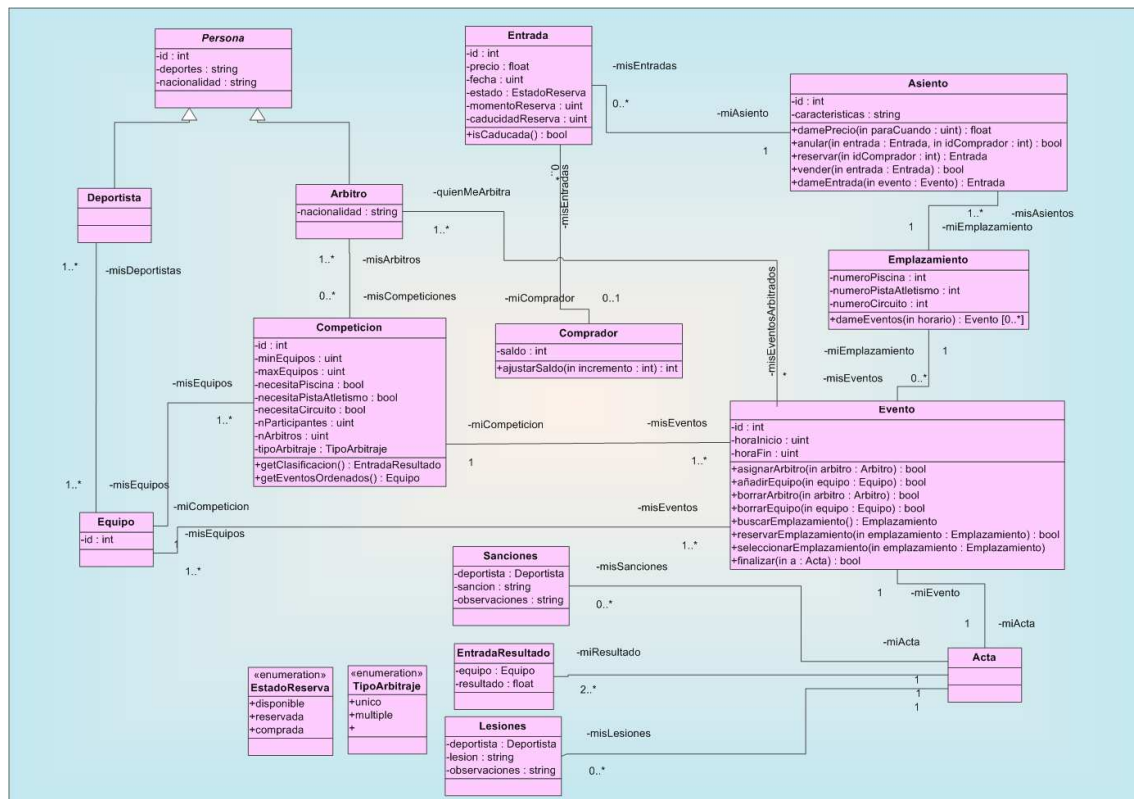 Persona
-id : int
-deportes : string
-nacionalidad : string
Entrada
-id : int
-precio : float
-fecha : uint
-estado : EstadoReserva
-momentoReserva : uint
-caducidadReserva : uint
+isCaducada() : bool
-misEntradas
0..*
-miAsiento
1
Asiento
-id : int
-caracteristicas : string
+damePrecio(in paraCuando : uint) : float
+anular(in entrada : Entrada, in idComprador : int) : bool
+reservar(in idComprador : int) : Entrada
+vender(in entrada : Entrada) : bool
+dameEntrada(in evento : Evento) : Entrada
Deportista
Arbitro
-nacionalidad : string
-quienMeArbitra
1..*
0..*
-misEntradas
1..*
-misAsientos
1
-miEmplazamiento
Emplazamiento
-numeroPiscina : int
-numeroPistaAtletismo : int
-numeroCircuito : int
+dameEventos(in horario) : Evento [0..*]
1..*
-misDeportistas
1..*
-misArbitros
0..*
-misCompeticiones
-miComprador
0..1
Comprador
-saldo : int
+ajustarSaldo(in incremento : int) : int
-misEventosArbitrados
*
-miEmplazamiento
1
-misEventos
0..*
Competicion
-id : int
-minEquipos : uint
-maxEquipos : uint
-necesitaPiscina : bool
-necesitaPistaAtletismo : bool
-necesitaCircuito : bool
-nParticipantes : uint
-nArbitros : uint
-tipoArbitraje : TipoArbitraje
+getClasificacion() : EntradaResultado
+getEventosOrdenados() : Equipo
-misEquipos
1..*
-miCompeticion
1
-misEventos
1..*
Evento
-id : int
-horaInicio : uint
-horaFin : uint
+asignarArbitro(in arbitro : Arbitro) : bool
+añadirEquipo(in equipo : Equipo) : bool
+borrarArbitro(in arbitro : Arbitro) : bool
+borrarEquipo(in equipo : Equipo) : bool
+buscarEmplazamiento() : Emplazamiento
+reservarEmplazamiento(in emplazamiento : Emplazamiento) : bool
+seleccionarEmplazamiento(in emplazamiento : Emplazamiento)
+finalizar(in a : Acta) : bool
1..*
-misEquipos
-miCompeticion
1
Equipo
-id : int
-misEquipos
1..*
-misEventos
1..*
Sanciones
-deportista : Deportista
-sancion : string
-observaciones : string
-misSanciones
0..*
1
-miEvento
1
-miActa
-miActa
Acta
1
1
1
EntradaResultado
-equipo : Equipo
-resultado : float
-miResultado
2..*
«enumeration»
EstadoReserva
+disponible
+reservada
+comprada
«enumeration»
TipoArbitraje
+unico
+multiple
+
Lesiones
-deportista : Deportista
-lesion : string
-observaciones : string
-misLesiones
0..*